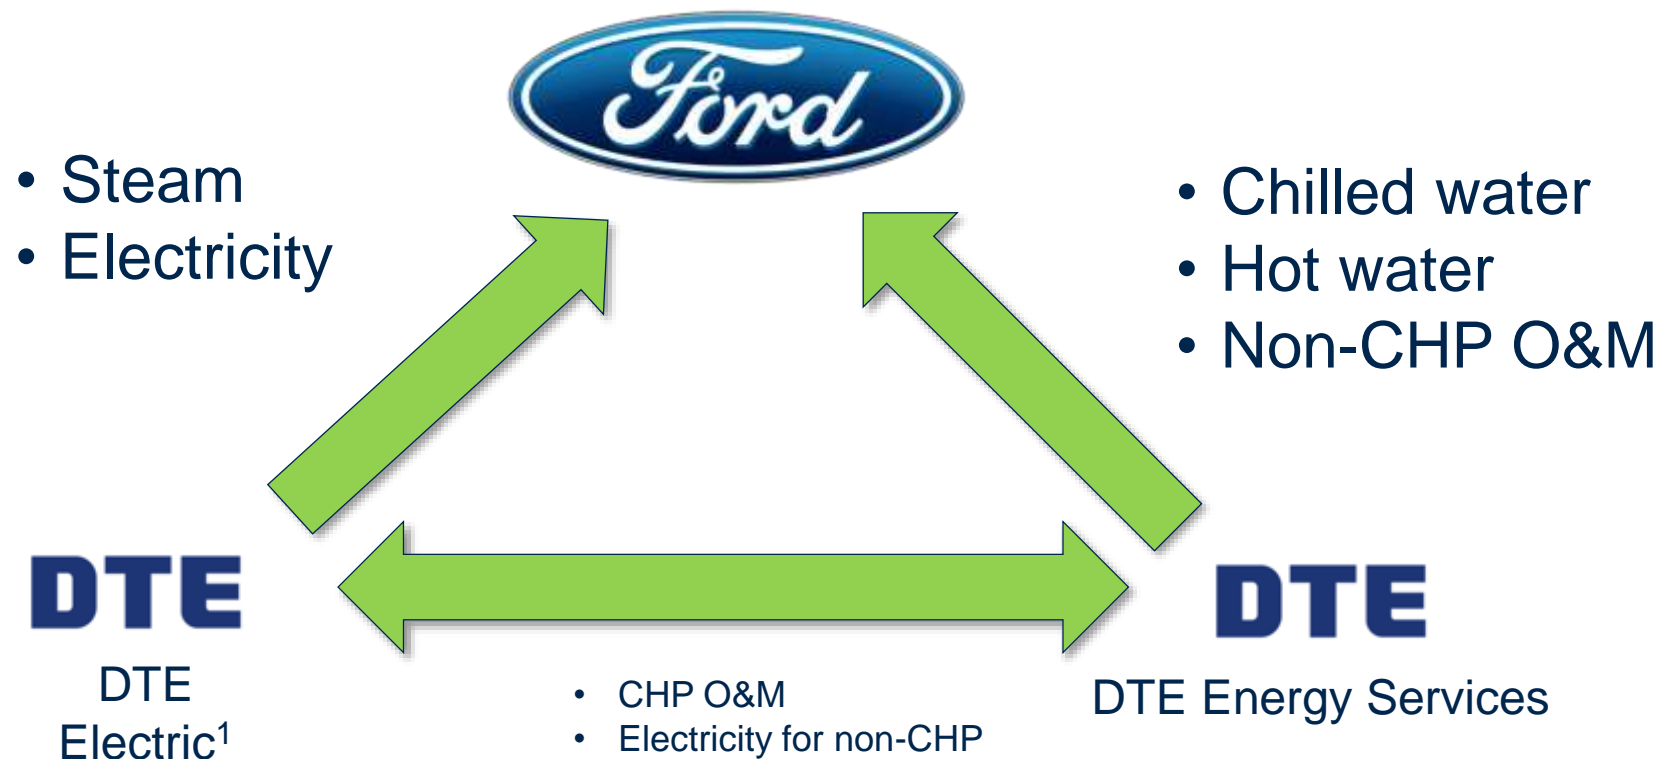 Ford
• Steam
• Electricity
• Chilled water
• Hot water
• Non-CHP O&M
DTE
DTE
Electric¹
• CHP O&M
• Electricity for non-CHP
DTE
DTE Energy Services